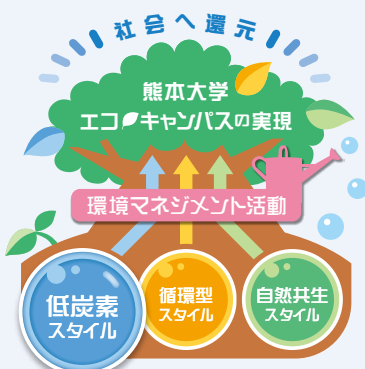 社会へ還元
熊本大学
エコキャンパスの実現
環境マネジメント活動
低炭素
スタイル
循環型
スタイル
自然共生
スタイル